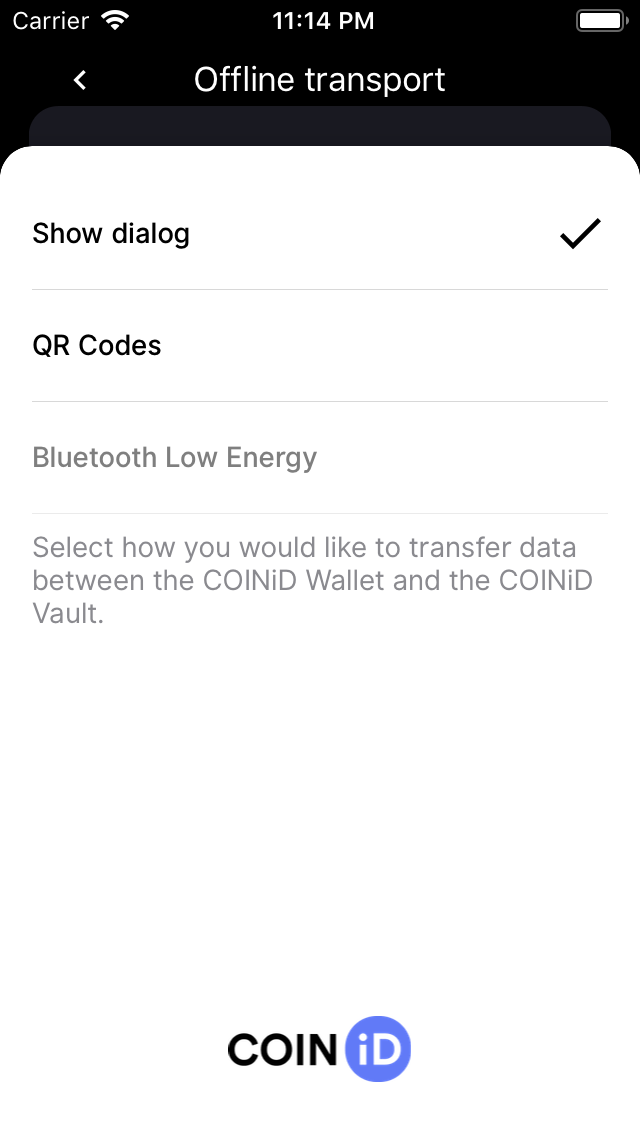 Carrier 11:14 PM
Offline transport
Show dialog
QR Codes
Bluetooth Low Energy
Select how you would like to transfer data
between the COINiD Wallet and the COINiD
Vault.
COIN iD